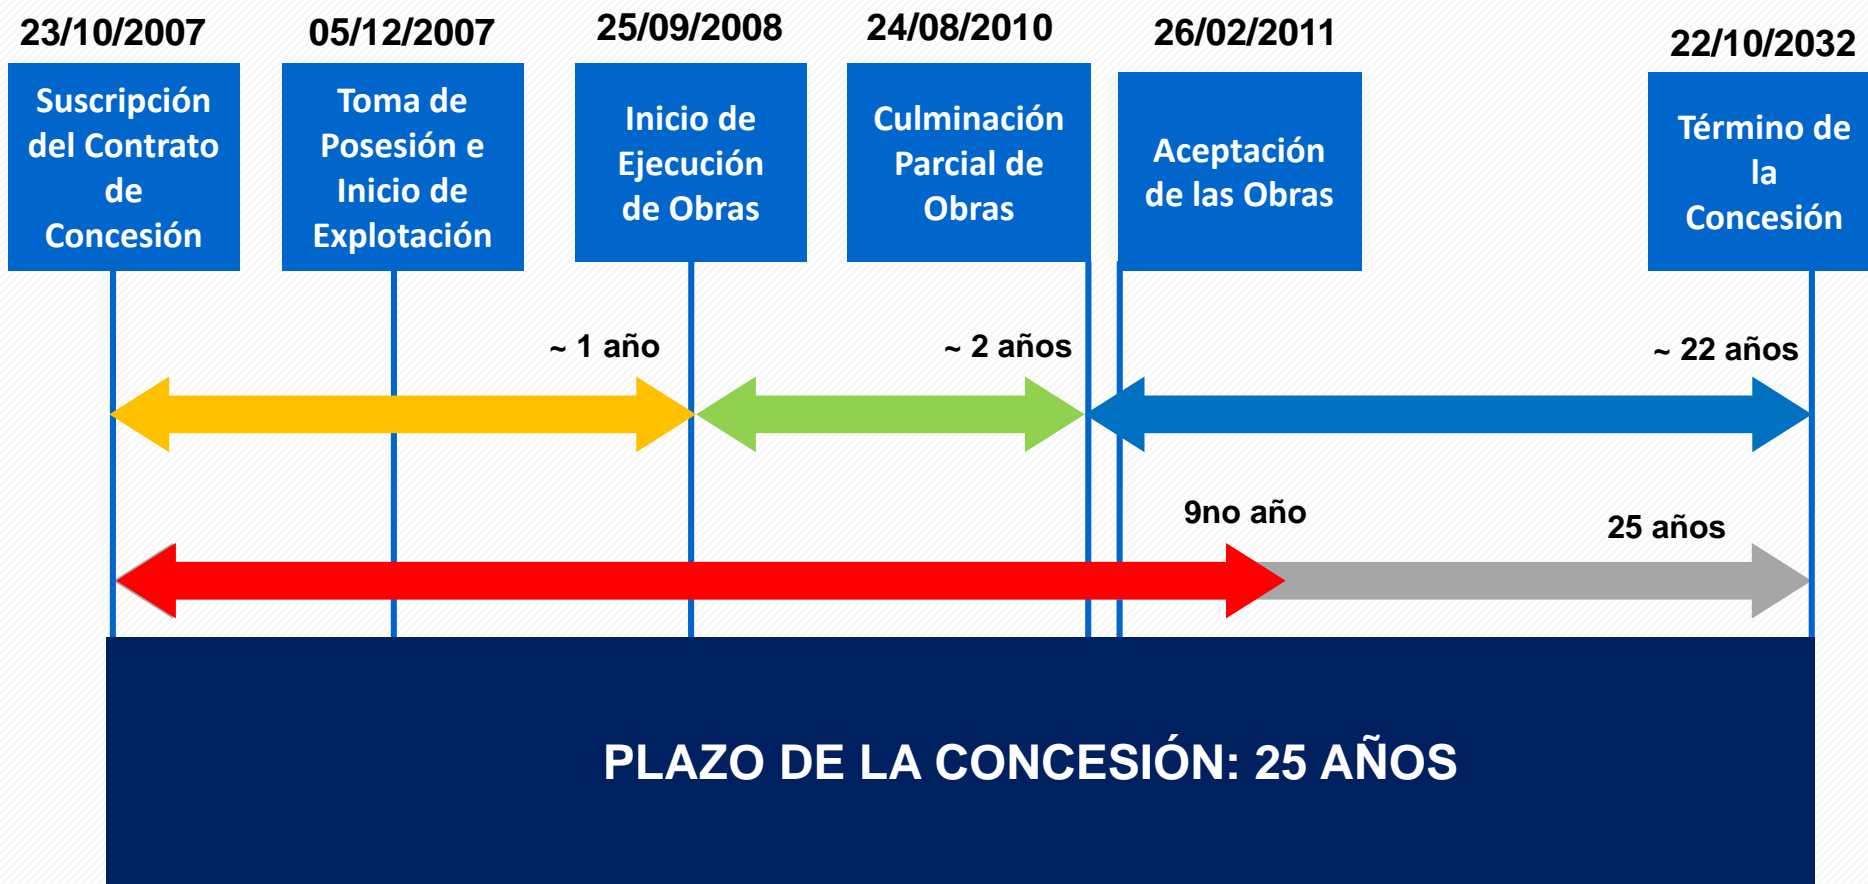 23/10/2007
Suscripción
del Contrato
de
Concesión
05/12/2007
Toma de
Posesión e
Inicio de
Explotación
25/09/2008
Inicio de
Ejecución
de Obras
24/08/2010
Culminación
Parcial de
Obras
26/02/2011
Aceptación
de las Obras
22/10/2032
Término de
la
Concesión
~ 1 año
~ 2 años
~ 22 años
9no año
25 años
PLAZO DE LA CONCESIÓN: 25 AÑOS